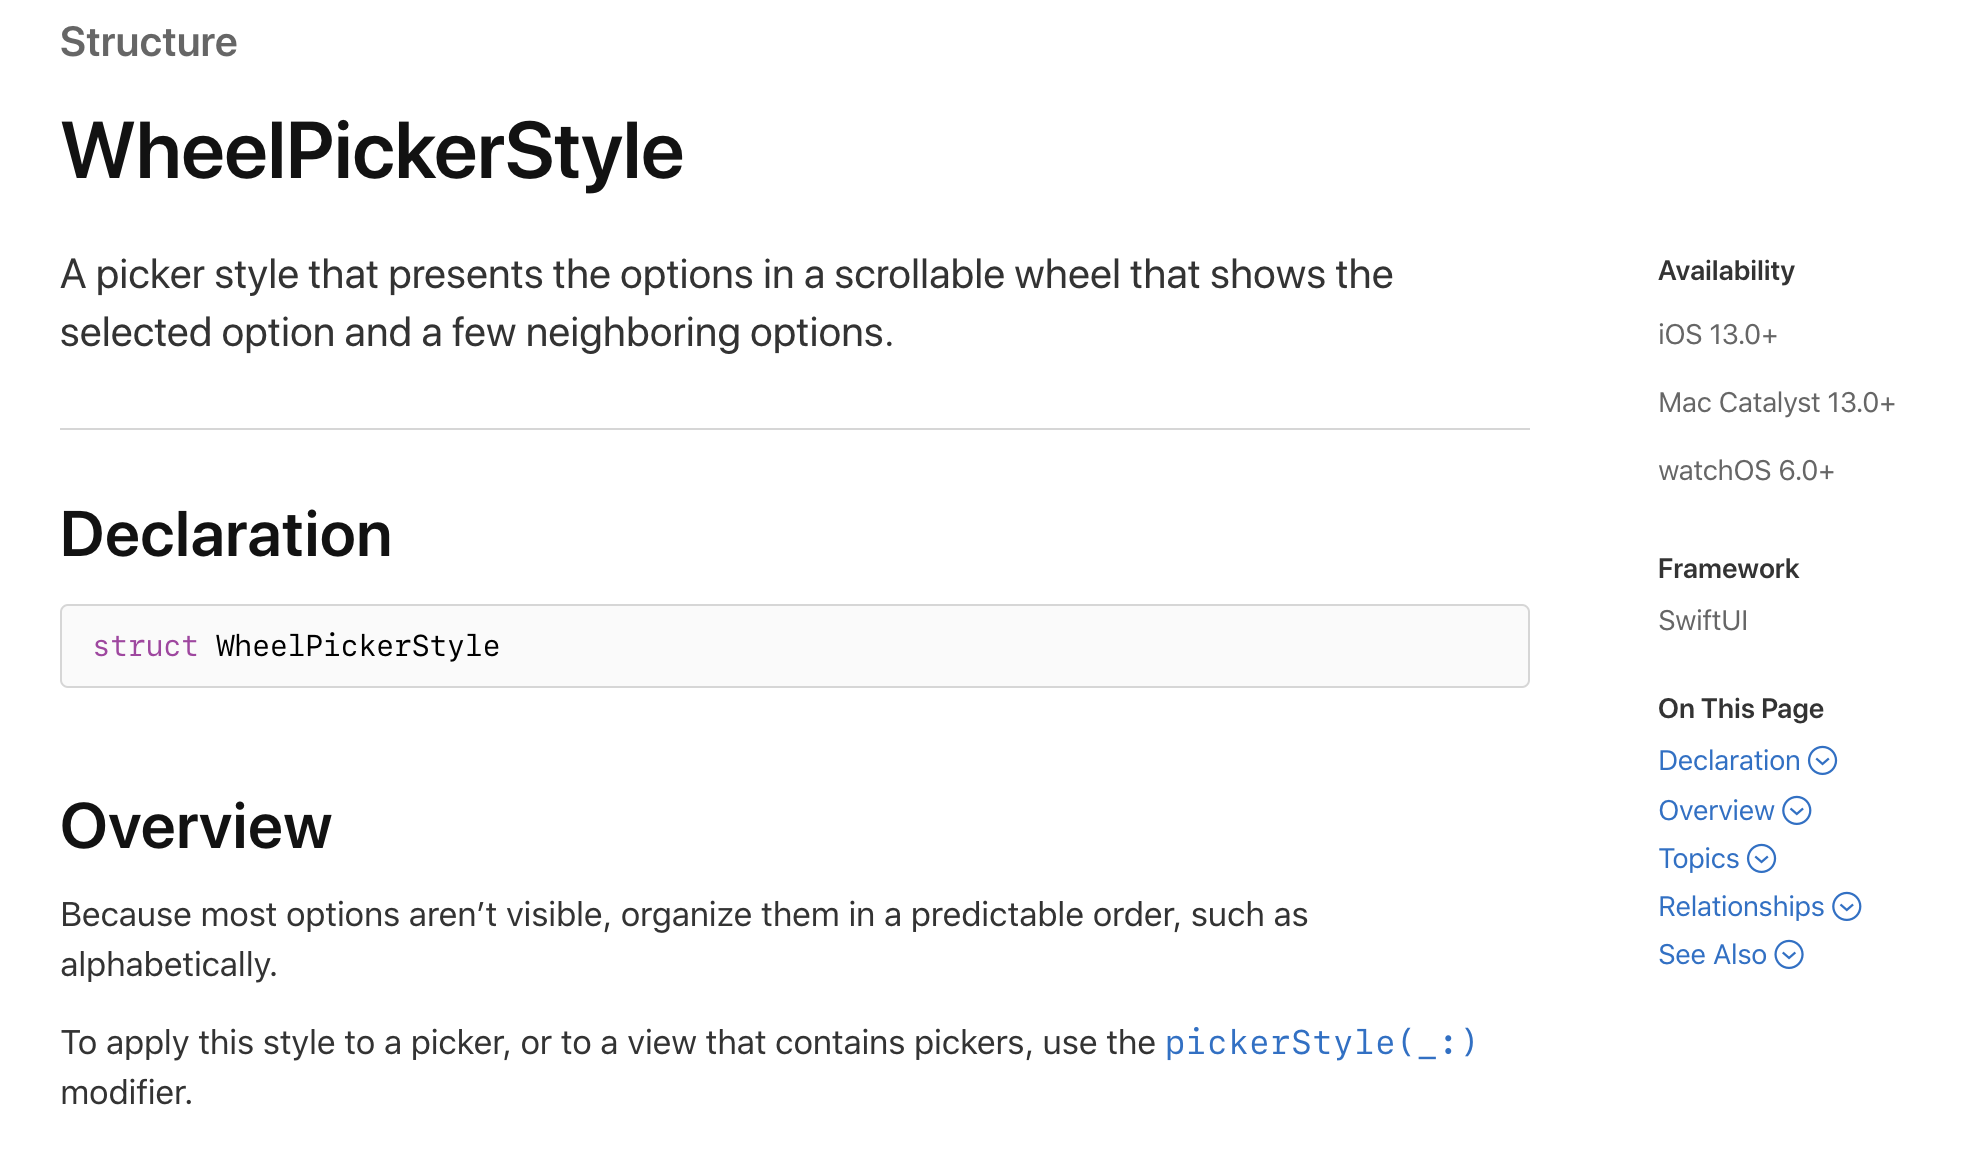 Structure
WheelPickerStyle
A picker style that presents the options in a scrollable wheel that shows the
selected option and a few neighboring options.
Declaration
struct WheelPickerStyle
Overview
Because most options aren’t visible, organize them in a predictable order, such as
alphabetically.
To apply this style to a picker, or to a view that contains pickers, use the pickerStyle(_:)
modifier.
Availability
iOS 13.0+
Mac Catalyst 13.0+
watchOS 6.0+
Framework
SwiftUI
On This Page
Declaration
Overview
Topics
Relationships
See Also